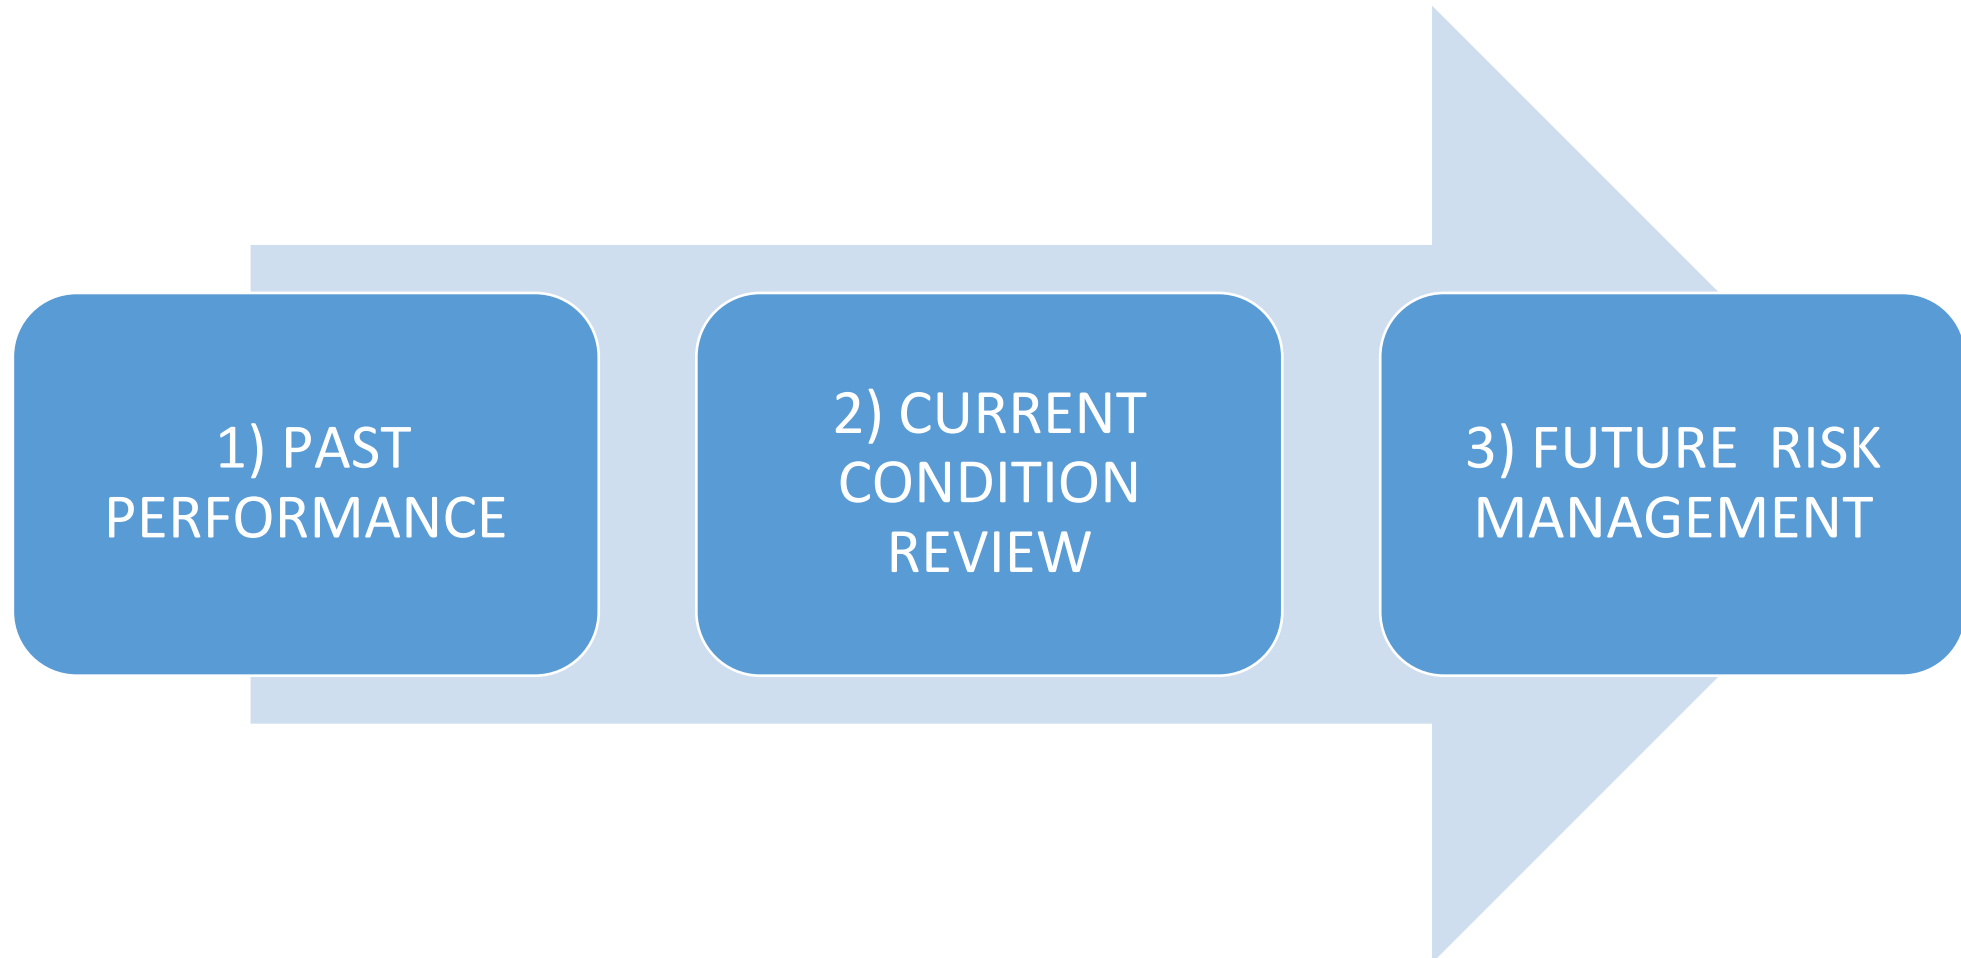 1) PAST
PERFORMANCE
2) CURRENT
CONDITION
REVIEW
3) FUTURE  RISK
MANAGEMENT